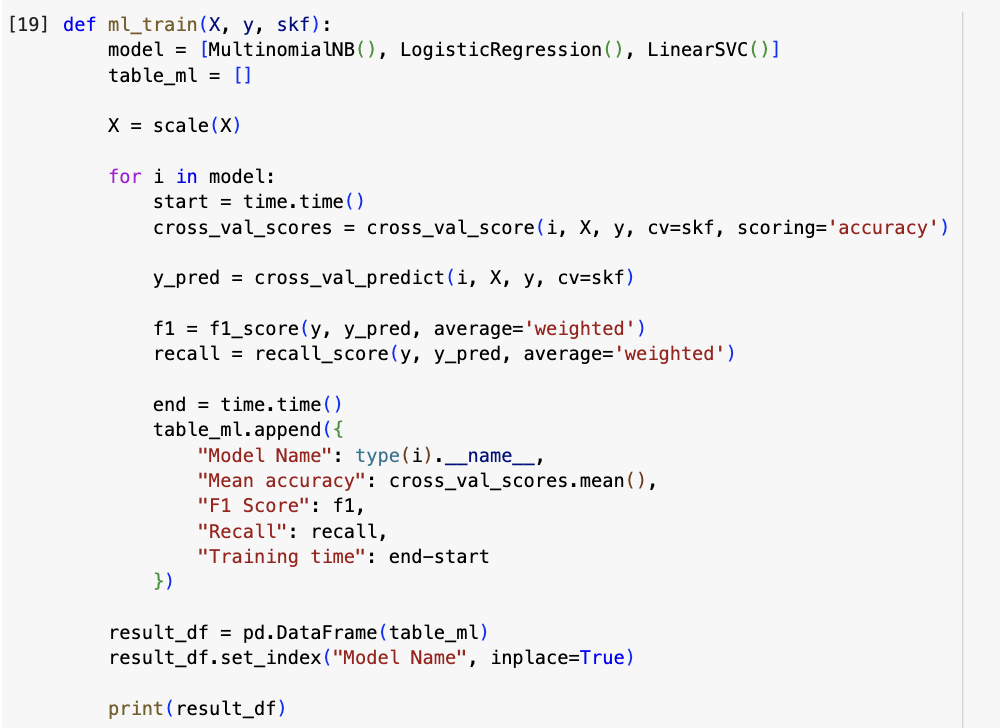 [19] def ml_train(X, y, skf):
model = [MultinomialNB(), LogisticRegression(), LinearSVC()]
table_ml = []
X = scale(X)
for i in model:
start = time.time()
cross_val_scores = cross_val_score(i, X, y, cv=skf, scoring='accuracy')
y_pred = cross_val_predict(i, X, y, cv=skf)
f1 = f1_score(y, y_pred, average='weighted')
recall = recall_score(y, y_pred, average='weighted')
end = time.time()
table_ml.append({
"Model Name": type(i).__name__,
"Mean accuracy": cross_val_scores.mean(),
"F1 Score": f1,
"Recall": recall,
"Training time": end-start
})
result_df = pd.DataFrame(table_ml)
result_df.set_index("Model Name", inplace=True)
print(result_df)